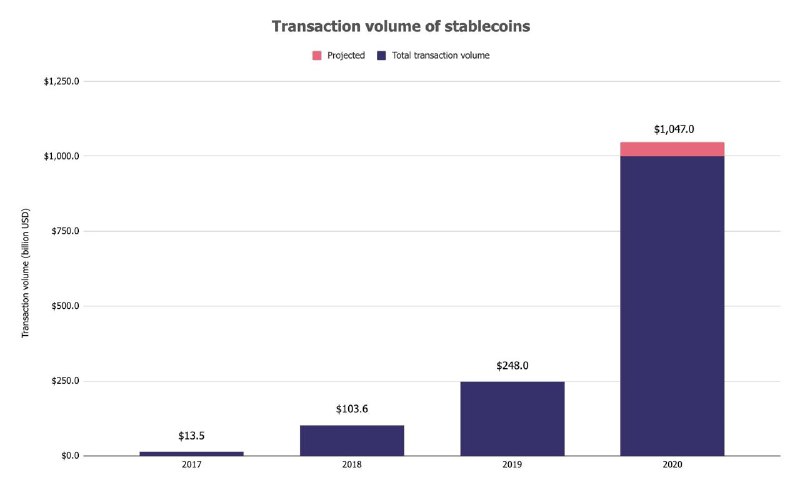 Transaction volume of stablecoins
Projected Total transaction volume
$1,250.0
$1,047.0
$1,000.0
$750.0
Transaction volume (billion USD)
$500.0
$248.0
$250.0
$103.6
$13.5
$0.0
2017 2018 2019 2020